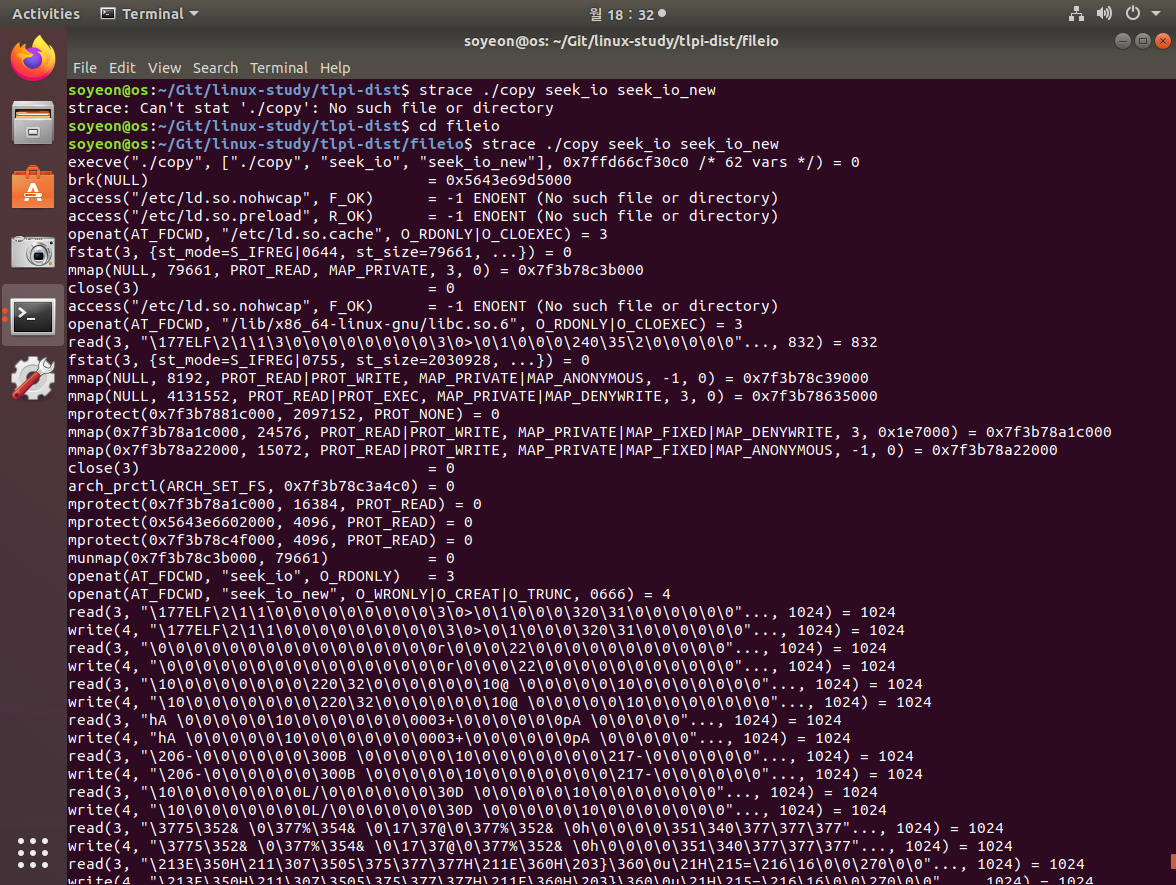 Activities Terminal 월 18 : 32
soyeon@os: ~/Git/linux-study/tlpi-dist/fileio
File Edit View Search Terminal Help
soyeon@os:~/Git/linux-study/tlpi-dist$ strace ./copy seek_io seek_io_new
strace: Can't stat './copy': No such file or directory
soyeon@os:~/Git/linux-study/tlpi-dist$ cd fileio
soyeon@os:~/Git/linux-study/tlpi-dist/fileio$ strace ./copy seek_io seek_io_new
execve("./copy", ["./copy", "seek_io", "seek_io_new"], 0x7ffd66cf30c0 /* 62 vars */) = 0
brk(NULL) = 0x5643e69d5000
access("/etc/ld.so.nohwcap", F_OK) = -1 ENOENT (No such file or directory)
access("/etc/ld.so.preload", R_OK) = -1 ENOENT (No such file or directory)
openat(AT_FDCWD, "/etc/ld.so.cache", O_RDONLY|O_CLOEXEC) = 3
fstat(3, {st_mode=S_IFREG|0644, st_size=79661, ...}) = 0
mmap(NULL, 79661, PROT_READ, MAP_PRIVATE, 3, 0) = 0x7f3b78c3b000
close(3) = 0
access("/etc/ld.so.nohwcap", F_OK) = -1 ENOENT (No such file or directory)
openat(AT_FDCWD, "/lib/x86_64-linux-gnu/libc.so.6", O_RDONLY|O_CLOEXEC) = 3
read(3, "\177ELF\2\1\1\3\0\0\0\0\0\0\0\0\3\0>\0\1\0\0\0\240\35\2\0\0\0\0\0"..., 832) = 832
fstat(3, {st_mode=S_IFREG|0755, st_size=2030928, ...}) = 0
mmap(NULL, 8192, PROT_READ|PROT_WRITE, MAP_PRIVATE|MAP_ANONYMOUS, -1, 0) = 0x7f3b78c39000
mmap(NULL, 4131552, PROT_READ|PROT_EXEC, MAP_PRIVATE|MAP_DENYWRITE, 3, 0) = 0x7f3b78635000
mprotect(0x7f3b7881c000, 2097152, PROT_NONE) = 0
mmap(0x7f3b78a1c000, 24576, PROT_READ|PROT_WRITE, MAP_PRIVATE|MAP_FIXED|MAP_DENYWRITE, 3, 0x1e7000) = 0x7f3b78a1c000
mmap(0x7f3b78a22000, 15072, PROT_READ|PROT_WRITE, MAP_PRIVATE|MAP_FIXED|MAP_ANONYMOUS, -1, 0) = 0x7f3b78a22000
close(3) = 0
arch_prctl(ARCH_SET_FS, 0x7f3b78c3a4c0) = 0
mprotect(0x7f3b78a1c000, 16384, PROT_READ) = 0
mprotect(0x5643e6602000, 4096, PROT_READ) = 0
mprotect(0x7f3b78c4f000, 4096, PROT_READ) = 0
munmap(0x7f3b78c3b000, 79661) = 0
openat(AT_FDCWD, "seek_io", O_RDONLY) = 3
openat(AT_FDCWD, "seek_io_new", O_WRONLY|O_CREAT|O_TRUNC, 0666) = 4
read(3, "\177ELF\2\1\1\0\0\0\0\0\0\0\0\0\3\0>\0\1\0\0\0\320\31\0\0\0\0\0\0"..., 1024) = 1024
write(4, "\177ELF\2\1\1\0\0\0\0\0\0\0\0\0\3\0>\0\1\0\0\0\320\31\0\0\0\0\0\0"..., 1024) = 1024
read(3, "\0\0\0\0\0\0\0\0\0\0\0\0\0\0\0\0r\0\0\0\22\0\0\0\0\0\0\0\0\0\0\0"..., 1024) = 1024
write(4, "\0\0\0\0\0\0\0\0\0\0\0\0\0\0\0\0r\0\0\0\22\0\0\0\0\0\0\0\0\0\0\0"..., 1024) = 1024
read(3, "\10\0\0\0\0\0\0\0\220\32\0\0\0\0\0\0\10@ \0\0\0\0\0\10\0\0\0\0\0\0\0"..., 1024) = 1024
write(4, "\10\0\0\0\0\0\0\0\220\32\0\0\0\0\0\0\10@ \0\0\0\0\0\10\0\0\0\0\0\0\0"..., 1024) = 1024
read(3, "hA \0\0\0\0\0\10\0\0\0\0\0\0\0003+\0\0\0\0\0\0pA \0\0\0\0\0"..., 1024) = 1024
write(4, "hA \0\0\0\0\0\10\0\0\0\0\0\0\0003+\0\0\0\0\0\0pA \0\0\0\0\0"..., 1024) = 1024
read(3, "\206-\0\0\0\0\0\0\300B \0\0\0\0\0\10\0\0\0\0\0\0\0\217-\0\0\0\0\0\0"..., 1024) = 1024
write(4, "\206-\0\0\0\0\0\0\300B \0\0\0\0\0\10\0\0\0\0\0\0\0\217-\0\0\0\0\0\0"..., 1024) = 1024
read(3, "\10\0\0\0\0\0\0\0L/\0\0\0\0\0\0\30D \0\0\0\0\0\10\0\0\0\0\0\0\0"..., 1024) = 1024
write(4, "\10\0\0\0\0\0\0\0L/\0\0\0\0\0\0\30D \0\0\0\0\0\10\0\0\0\0\0\0\0"..., 1024) = 1024
read(3, "\3775\352& \0\377%\354& \0\17\37@\0\377%\352& \0h\0\0\0\0\351\340\377\377\377"..., 1024) = 1024
write(4, "\3775\352& \0\377%\354& \0\17\37@\0\377%\352& \0h\0\0\0\0\351\340\377\377\377"..., 1024) = 1024
read(3, "\213E\350H\211\307\3505\375\377\377H\211E\360H\203}\360\0u\21H\215=\216\16\0\0\270\0\0"..., 1024) = 1024
write(4, "\213E\350H\211\307\3505\375\377\377H\211E\360H\203}\360\0u\21H\215=\216\16\0\0\270\0\0"..., 1024) = 1024